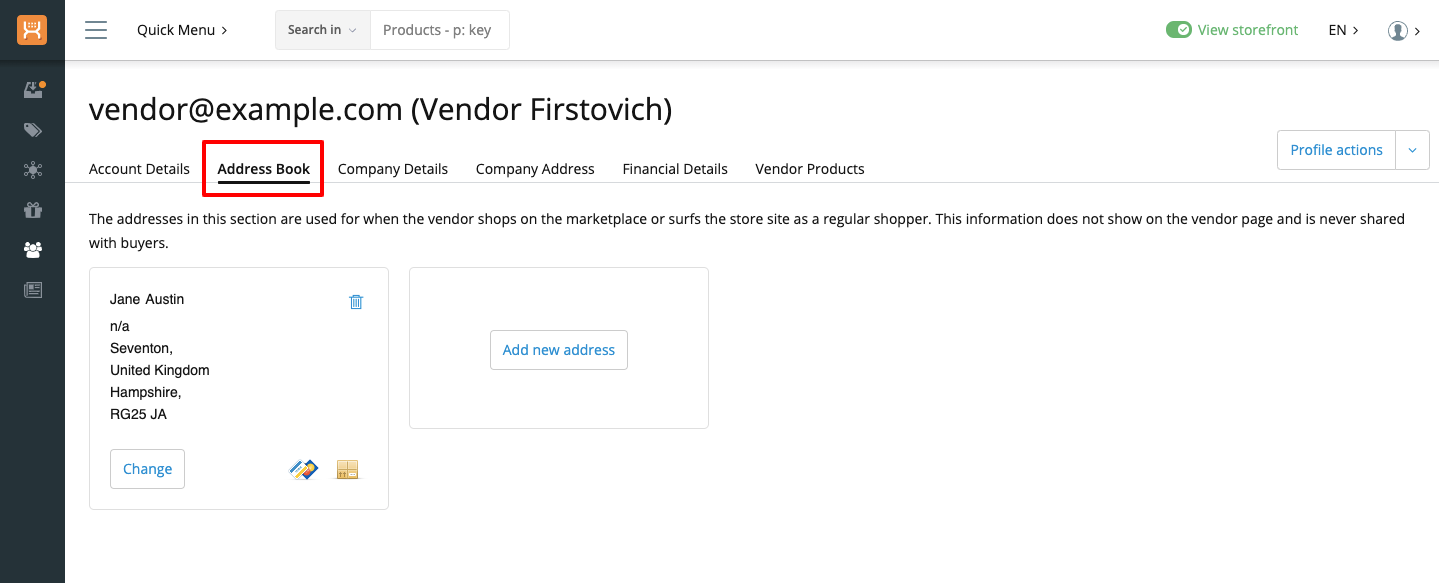 Quick Menu
Search in
Products - p: key
View storefront
EN
vendor@example.com (Vendor Firstovich)
Profile actions
Account Details
Address Book
Company Details
Company Address
Financial Details
Vendor Products
The addresses in this section are used for when the vendor shops on the marketplace or surfs the store site as a regular shopper. This information does not show on the vendor page and is never shared
with buyers.
Jane Austin
n/a
Seventon,
United Kingdom
Hampshire,
RG25 JA
Change
Add new address